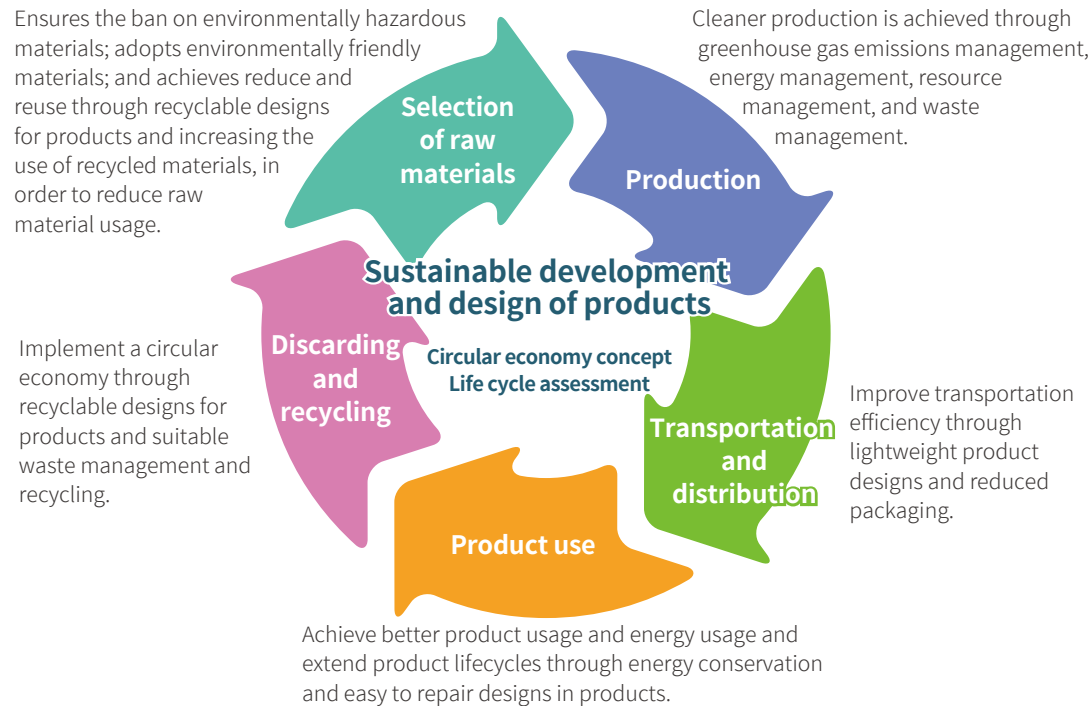 Ensures the ban on environmentally hazardous
materials; adopts environmentally friendly
materials; and achieves reduce and
reuse through recyclable designs
for products and increasing the
use of recycled materials, in
order to reduce raw
material usage.
Selection
of raw
materials
Cleaner production is achieved through
greenhouse gas emissions management,
energy management, resource
management, and waste
management.
Production
Sustainable development
and design of products
Circular economy concept
Life cycle assessment
Discarding
and
recycling
Implement a circular
economy through
recyclable designs for
products and suitable
waste management and
recycling.
Transportation
and
distribution
Improve transportation
efficiency through
lightweight product
designs and reduced
packaging.
Product use
Achieve better product usage and energy usage and
extend product lifecycles through energy conservation
and easy to repair designs in products.